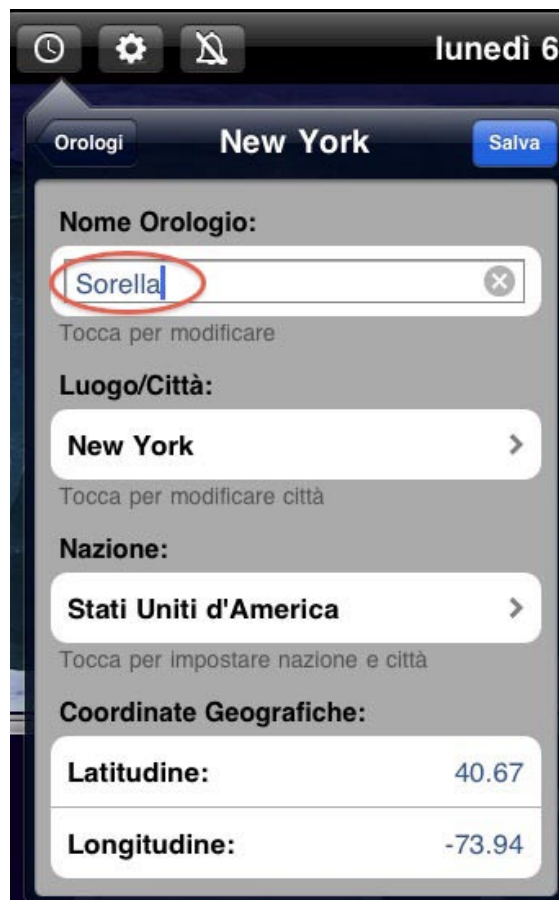 lunedì 6
Orologi
New York
Salva
Nome Orologio:
Sorella
Tocca per modificare
Luogo/Città:
New York
Tocca per modificare città
Nazione:
Stati Uniti d'America
Tocca per impostare nazione e città
Coordinate Geografiche:
Latitudine: 40.67
Longitudine: -73.94